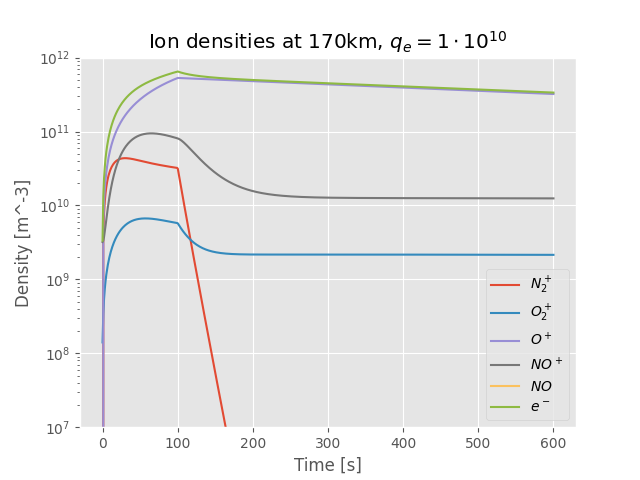 Ion densities at 170km, $q_e = 1 \cdot 10^{10}$
Density [m^-3]
$10^{12}$
$10^{11}$
$10^{10}$
$10^9$
$10^8$
$10^7$
$N_2^+$
$O_2^+$
$O^+$
$NO^+$
$NO$
$e^-$
0 100 200 300 400 500 600
Time [s]